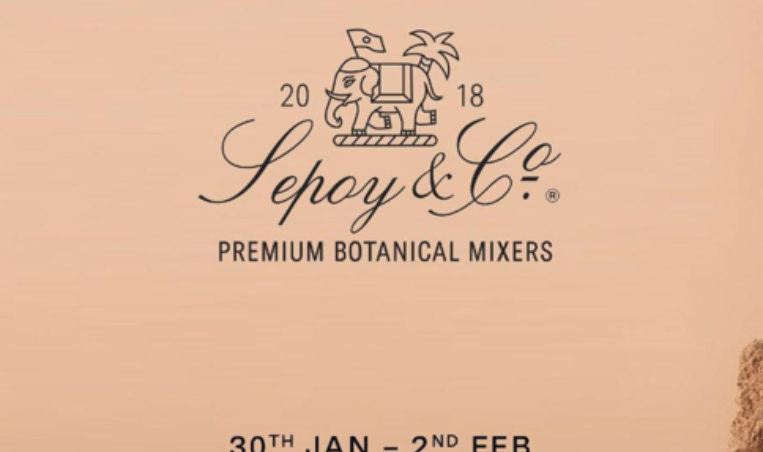 20 18
Sepoy & Co. ®
PREMIUM BOTANICAL MIXERS
30TH JAN – 2ND FEB